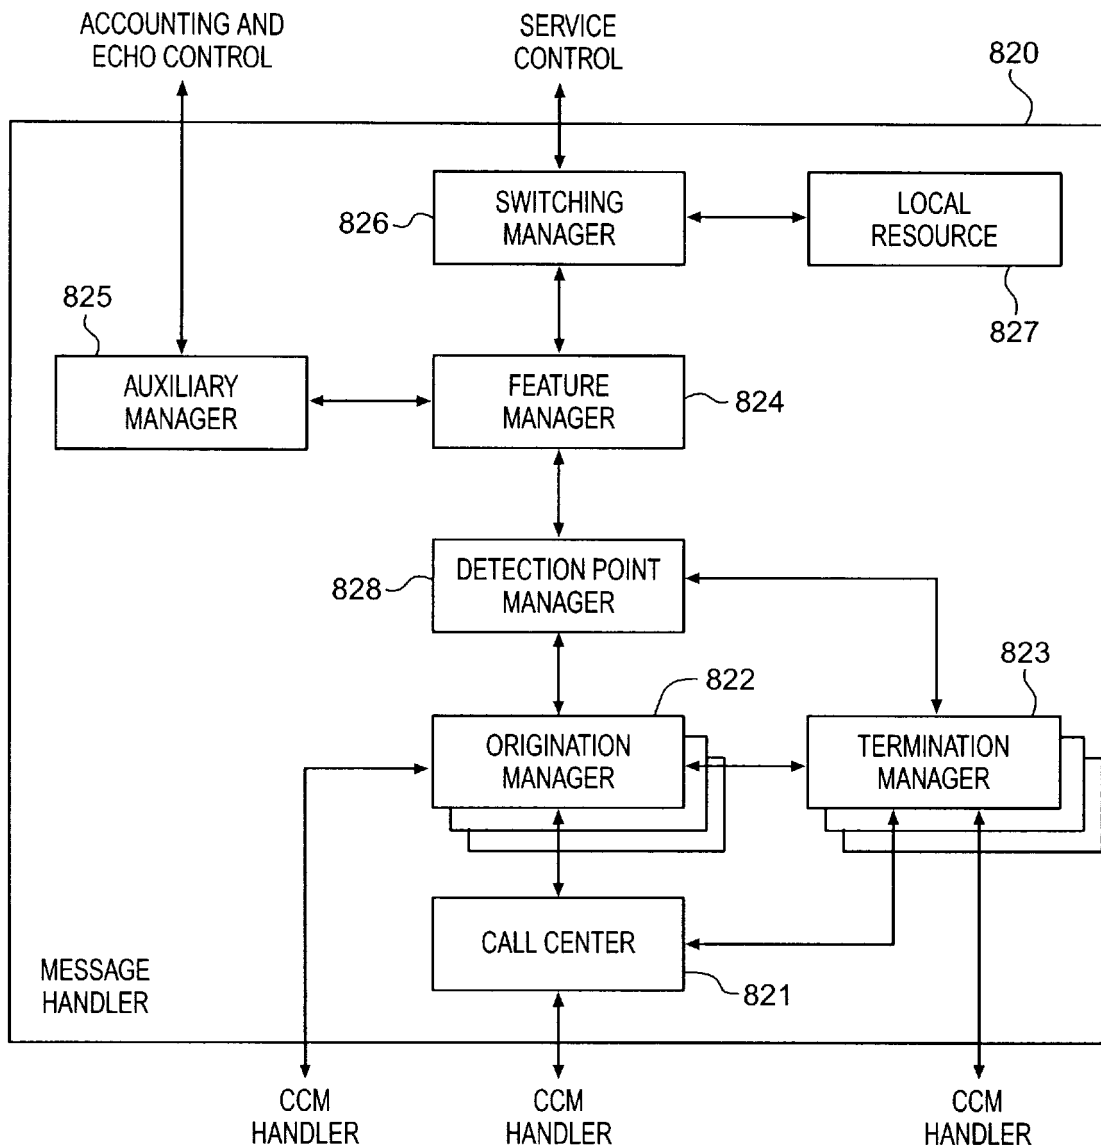 ACCOUNTING AND
ECHO CONTROL
SERVICE
CONTROL
820
SWITCHING
MANAGER
826
LOCAL
RESOURCE
827
825
AUXILIARY
MANAGER
FEATURE
MANAGER
824
DETECTION POINT
MANAGER
828
822
823
ORIGINATION
MANAGER
TERMINATION
MANAGER
CALL CENTER
821
MESSAGE
HANDLER
CCM
HANDLER
CCM
HANDLER
CCM
HANDLER